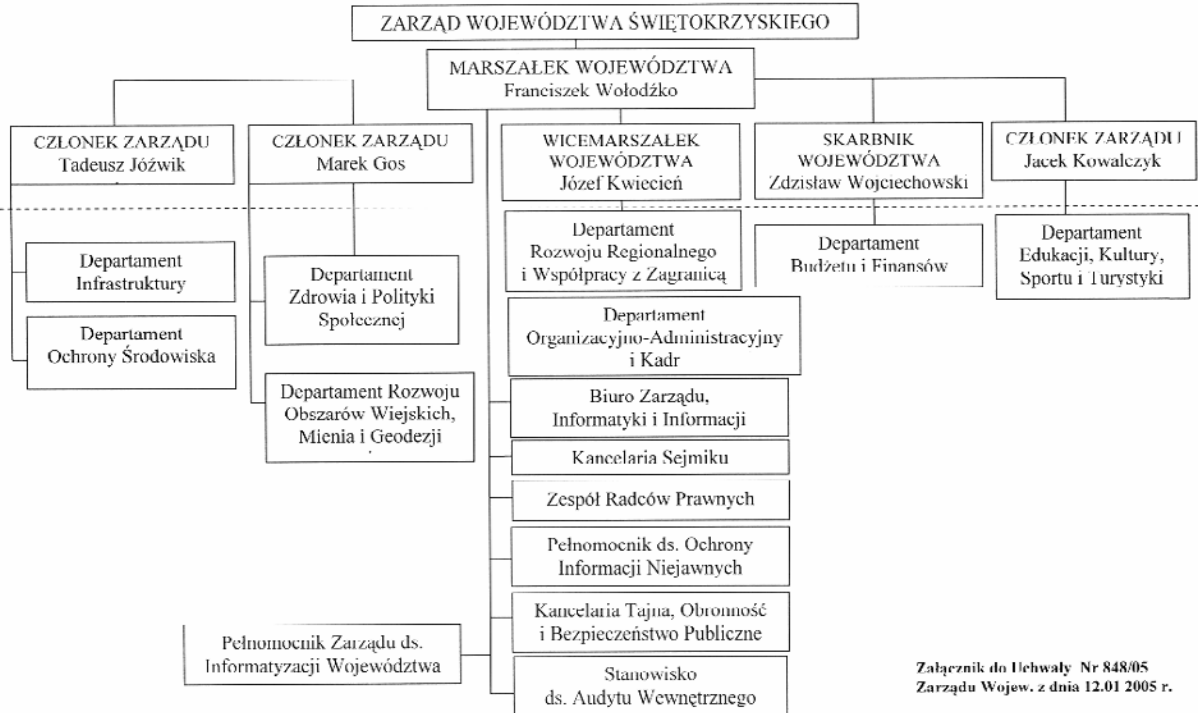 ZARZĄD WOJEWÓDZTWA ŚWIĘTOKRZYSKIEGO
MARSZAŁEK WOJEWÓDZTWA
Franciszek Wołodźko
CZŁONEK ZARZĄDU
Tadeusz Jóźwik
CZŁONEK ZARZĄDU
Marek Gos
WICEMARSZAŁEK
WOJEWÓDZTWA
Józef Kwiecień
SKARBNIK
WOJEWÓDZTWA
Zdzisław Wojciechowski
CZŁONEK ZARZĄDU
Jacek Kowalczyk
Departament
Infrastruktury
Departament
Ochrony Środowiska
Departament
Zdrowia i Polityki
Społecznej
Departament Rozwoju
Obszarów Wiejskich,
Mienia i Geodezji
Departament
Rozwoju Regionalnego
i Współpracy z Zagranicą
Departament
Budżetu i Finansów
Departament
Edukacji, Kultury,
Sportu i Turystyki
Departament
Organizacyjno-Administracyjny
i Kadr
Biuro Zarządu,
Informatyki i Informacji
Kancelaria Sejmiku
Zespół Radców Prawnych
Pełnomocnik ds. Ochrony
Informacji Niejawnych
Kancelaria Tajna, Obronność
i Bezpieczeństwo Publiczne
Pełnomocnik Zarządu ds.
Informatyzacji Województwa
Stanowisko
ds. Audytu Wewnętrznego
Załącznik do Uchwały Nr 848/05
Zarządu Wojew. z dnia 12.01 2005 r.